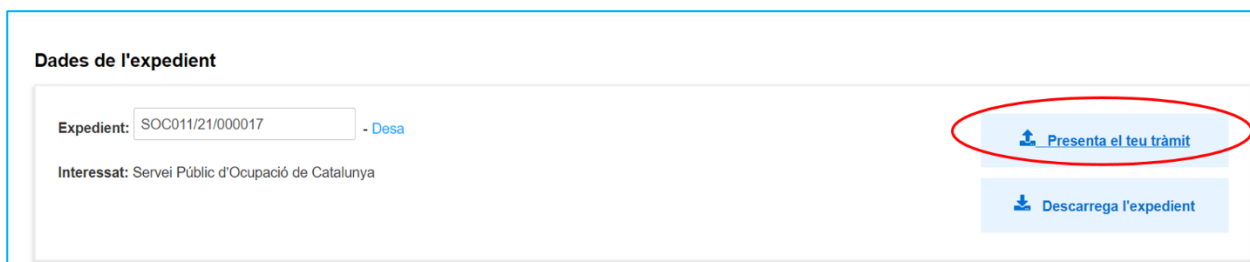 Dades de l'expedient
Expedient: SOC011/21/000017 - Desa
Presenta el teu tràmit
Interessat: Servei Públic d'Ocupació de Catalunya
Descarrega l'expedient